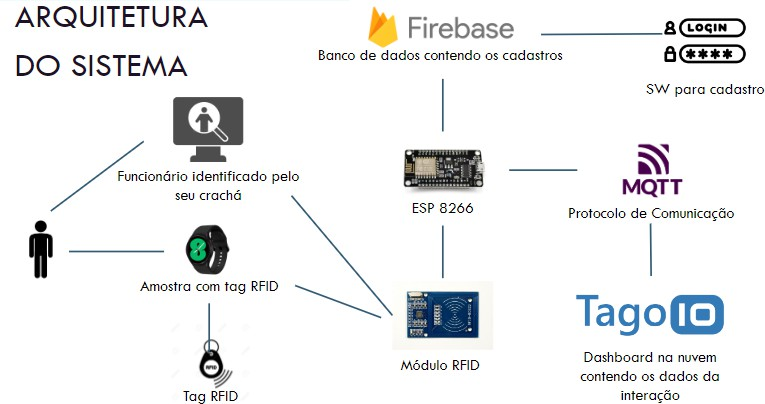 ARQUITETURA
DO SISTEMA
Firebase
Banco de dados contendo os cadastros
LOGIN
****
SW para cadastro
Funcionário identificado pelo
seu crachá
ESP 8266
MQTT
Protocolo de Comunicação
Amostra com tag RFID
Módulo RFID
Tago IO
Dashboard na nuvem
contendo os dados da
interação
RFID
Tag RFID